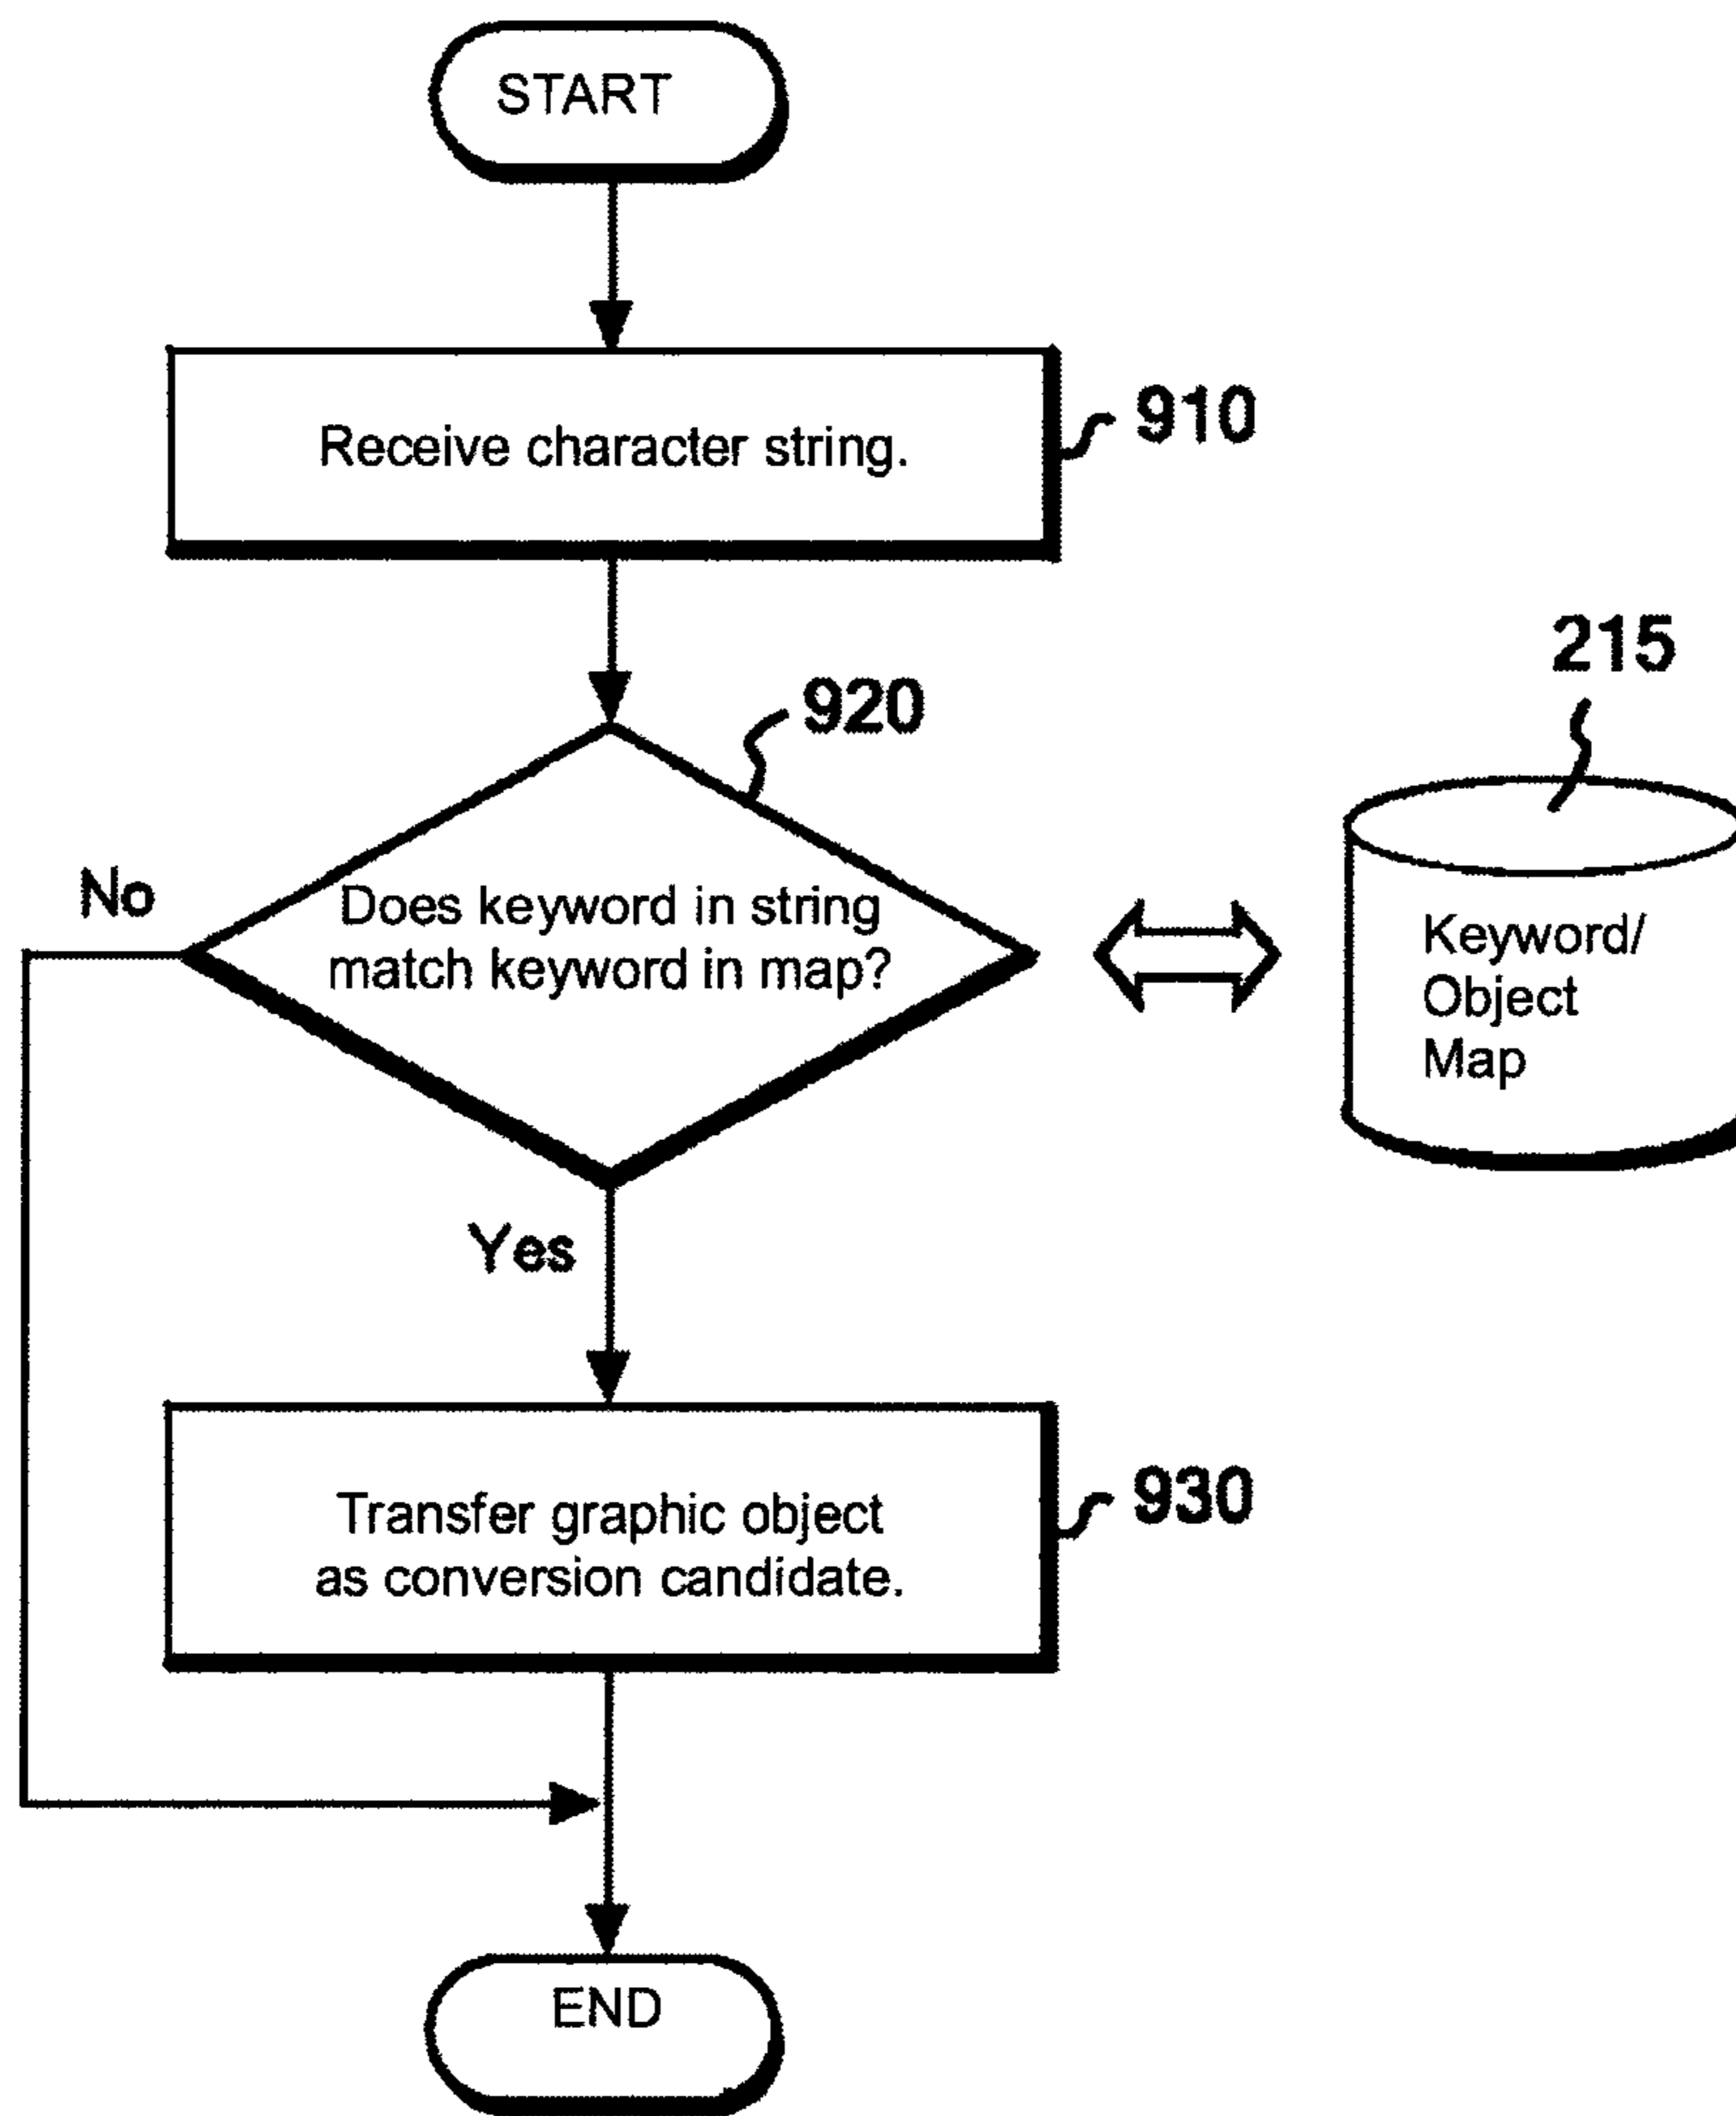 START
Receive character string.
910
920
215
No
Does keyword in string
match keyword in map?
Keyword/
Object
Map
Yes
Transfer graphic object
as conversion candidate.
930
END